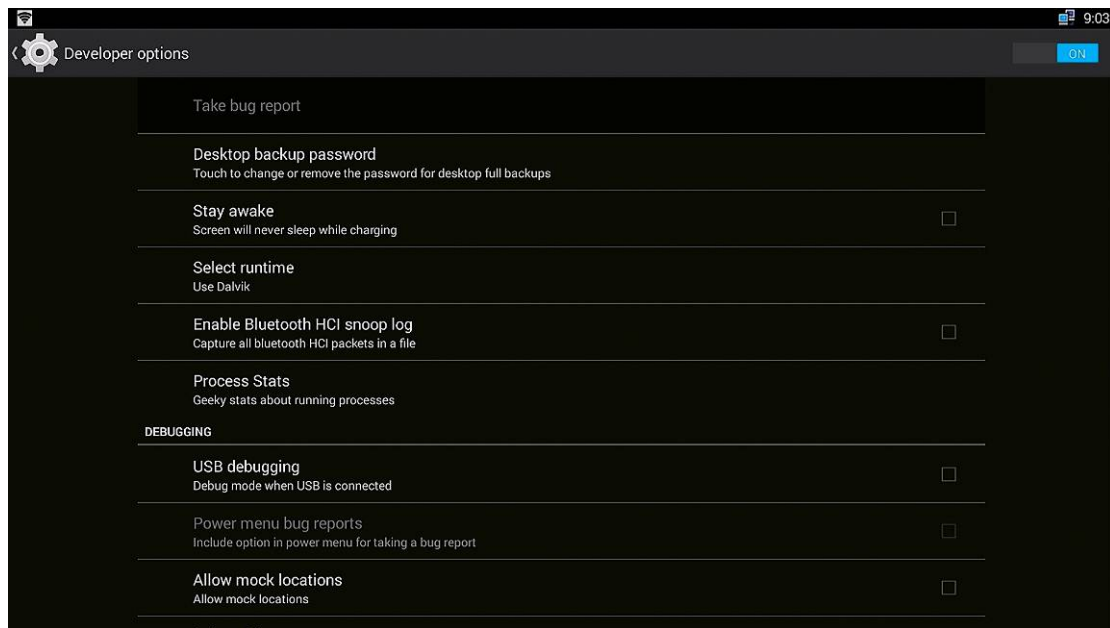 9:03
Developer options
ON
Take bug report
Desktop backup password
Touch to change or remove the password for desktop full backups
Stay awake
Screen will never sleep while charging
Select runtime
Use Dalvik
Enable Bluetooth HCI snoop log
Capture all bluetooth HCI packets in a file
Process Stats
Geeky stats about running processes
DEBUGGING
USB debugging
Debug mode when USB is connected
Power menu bug reports
Include option in power menu for taking a bug report
Allow mock locations
Allow mock locations